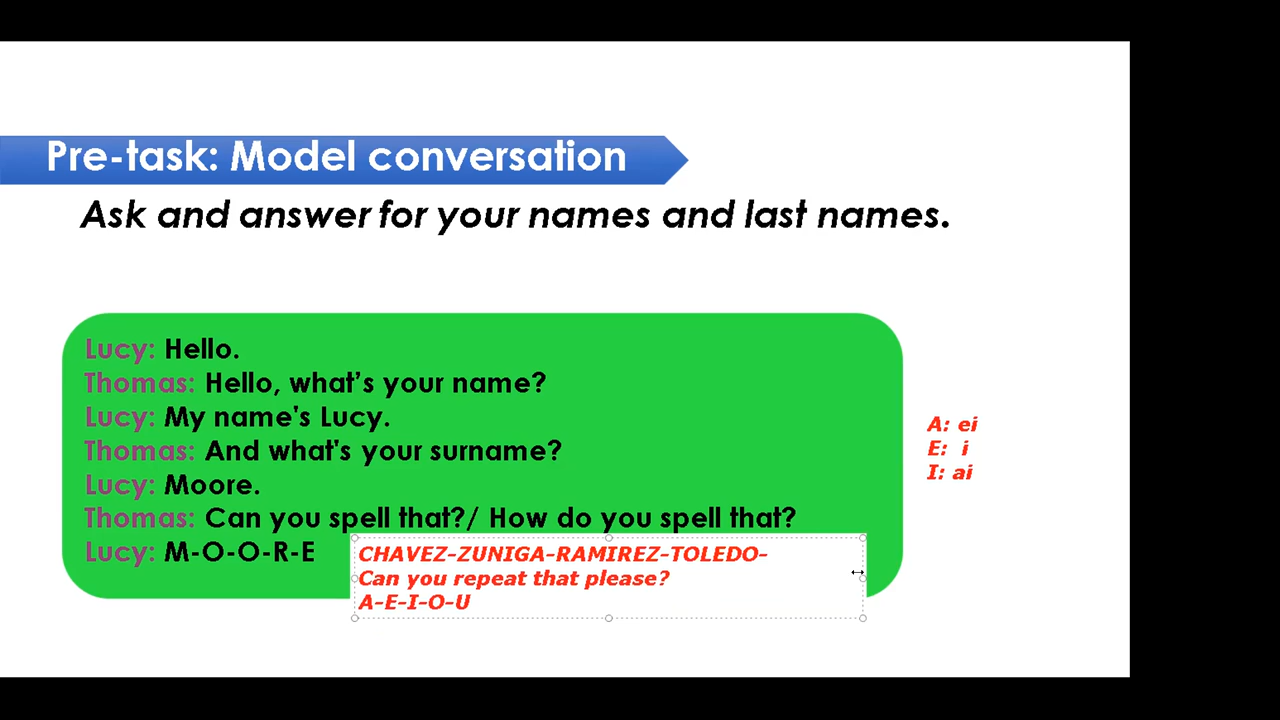 Pre-task: Model conversation
Ask and answer for your names and last names.
Lucy: Hello.
Thomas: Hello, what's your name?
Lucy: My name's Lucy.
Thomas: And what's your surname?
Lucy: Moore.
Thomas: Can you spell that?/ How do you spell that?
Lucy: M-O-O-R-E
CHAVEZ-ZUNIGA-RAMIREZ-TOLEDO-
Can you repeat that please?
A-E-I-O-U
A: ei
E: i
I: ai